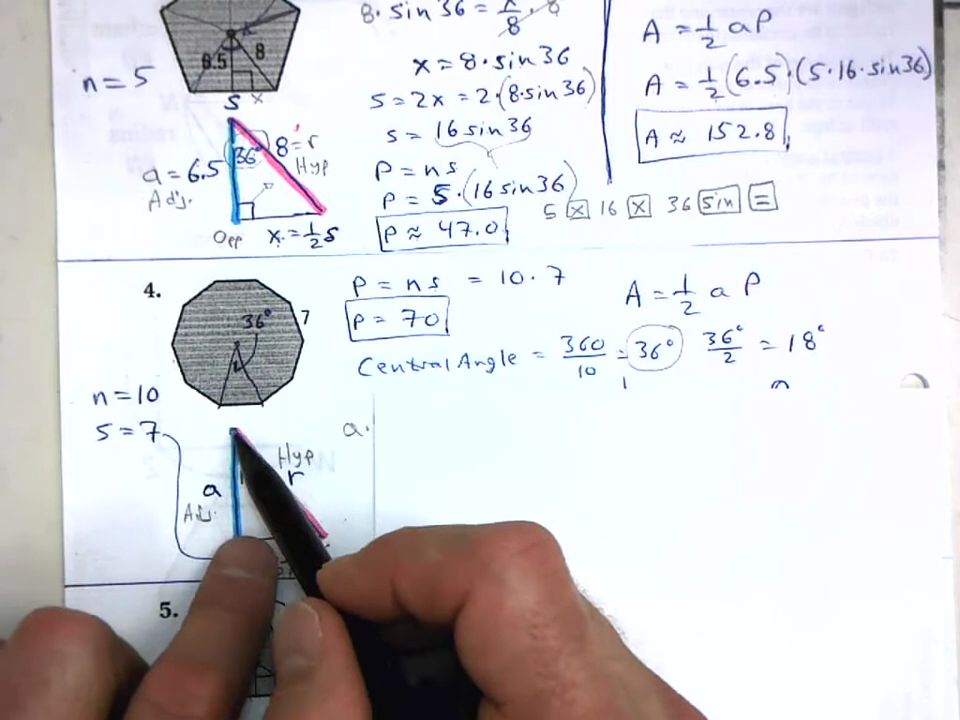 n = 5
6.5 8
s x
36° 8 = r
Hyp
a = 6.5
Adj.
Opp x = 1/2 s
8 · sin 36 = x/8 · 8
x = 8 · sin 36
s = 2x = 2 · (8 · sin 36)
s = 16 sin 36
P = ns
P = 5 · (16 sin 36)
P ≈ 47.0
A = 1/2 a P
A = 1/2 (6.5) · (5 · 16 · sin 36)
A ≈ 152.8
5 × 16 × 36 sin =
4.
36° 7
n = 10
s = 7
P = ns = 10 · 7
P = 70
A = 1/2 a P
Central Angle = 360/10 = 36° 36°/2 = 18°
a.
Hyp
a r
Adj.
5.